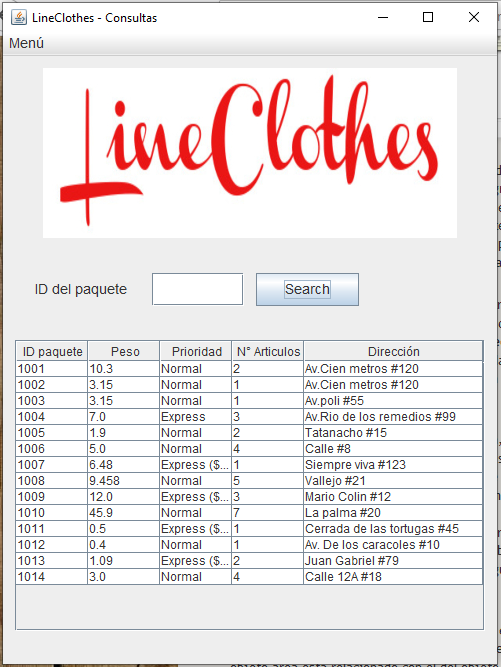 LineClothes - Consultas
Menú
LineClothes
ID del paquete Search
ID paquete Peso Prioridad N° Articulos Dirección
1001 10.3 Normal 2 Av.Cien metros #120
1002 3.15 Normal 1 Av.Cien metros #120
1003 3.15 Normal 1 Av.poli #55
1004 7.0 Express 3 Av.Rio de los remedios #99
1005 1.9 Normal 2 Tatanacho #15
1006 5.0 Normal 4 Calle #8
1007 6.48 Express ($... 1 Siempre viva #123
1008 9.458 Normal 5 Vallejo #21
1009 12.0 Express ($... 3 Mario Colin #12
1010 45.9 Normal 7 La palma #20
1011 0.5 Express ($... 1 Cerrada de las tortugas #45
1012 0.4 Normal 1 Av. De los caracoles #10
1013 1.09 Express ($... 2 Juan Gabriel #79
1014 3.0 Normal 4 Calle 12A #18